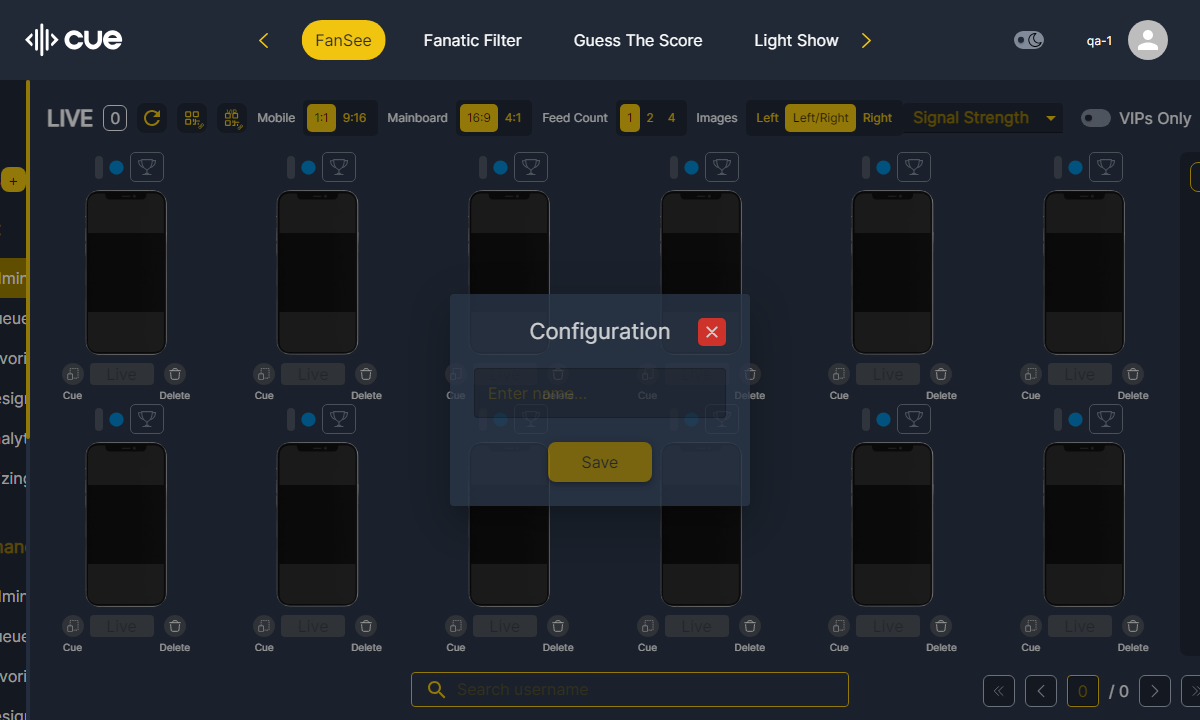 cue
FanSee
Fanatic Filter
Guess The Score
Light Show
qa-1
LIVE 0
Mobile 1:1 9:16
Mainboard 16:9 4:1
Feed Count 1 2 4
Images Left Left/Right Right
Signal Strength
VIPs Only
+
Configuration
Enter name...
Save
Cue Live Delete
Cue Live Delete
Cue
Delete
Cue Live Delete
Cue Live Delete
Cue Live Delete
Cue Live Delete
Cue Live Delete
Cue Live Delete
Cue Live Delete
Cue Live Delete
Search username
0 / 0